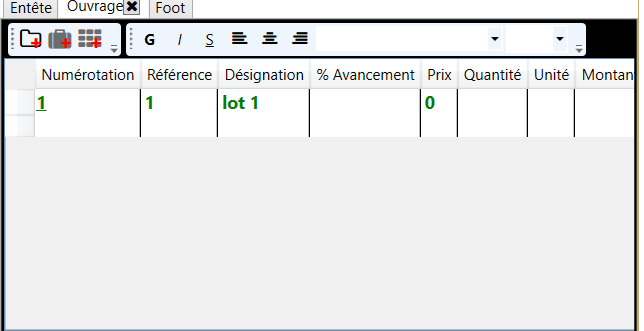 Entête Ouvrage Foot
G I S
Numérotation Référence Désignation % Avancement Prix Quantité Unité Montan
1 1 lot 1 0